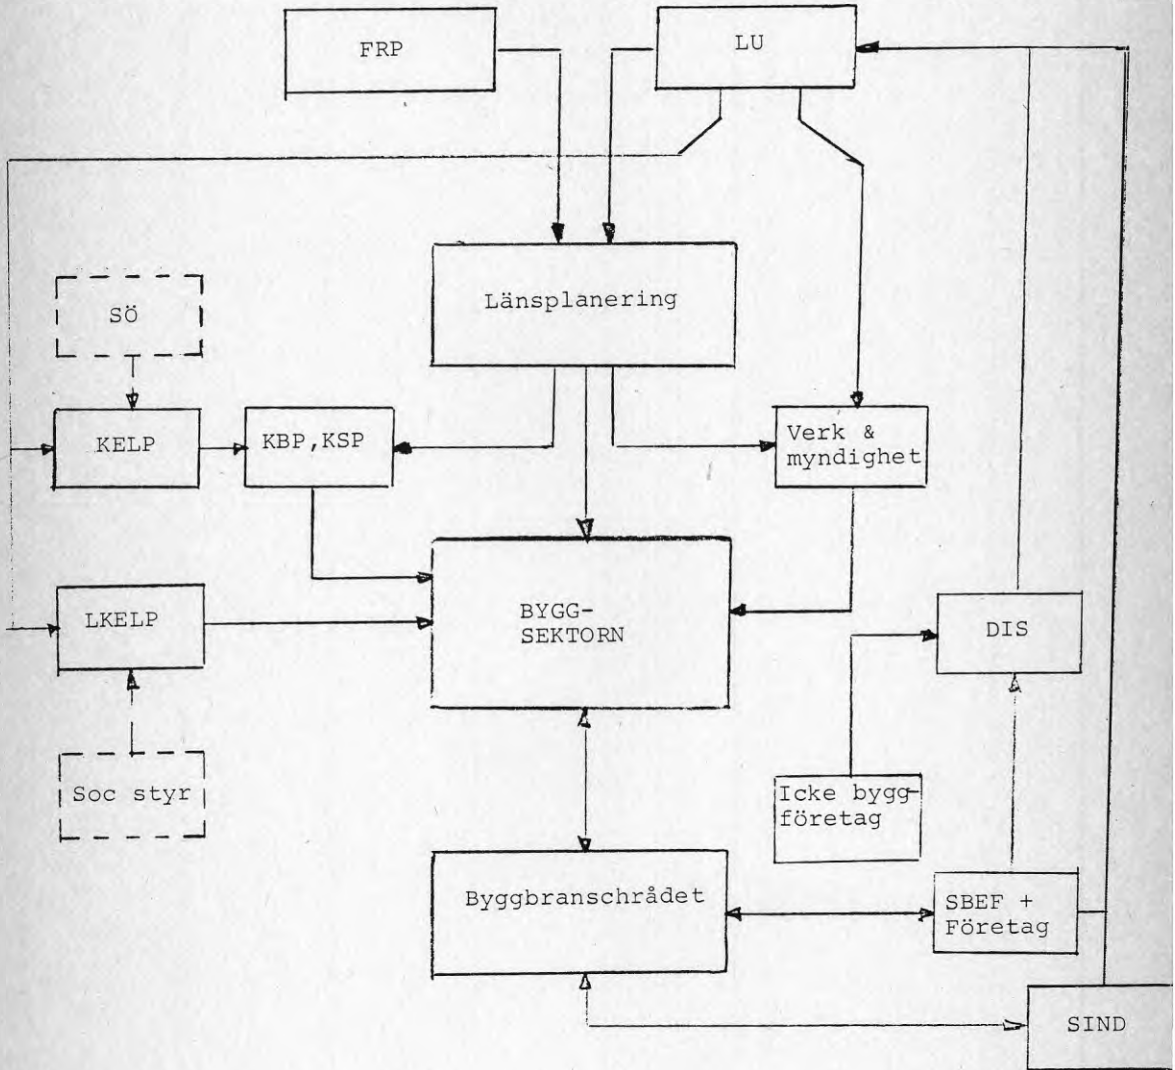 FRP
LU
Länsplanering
SÖ
KELP
KBP,KSP
Verk &
myndighet
LKELP
BYGG-
SEKTORN
DIS
Soc styr
Icke bygg-
företag
Byggbranschrådet
SBEF +
Företag
SIND